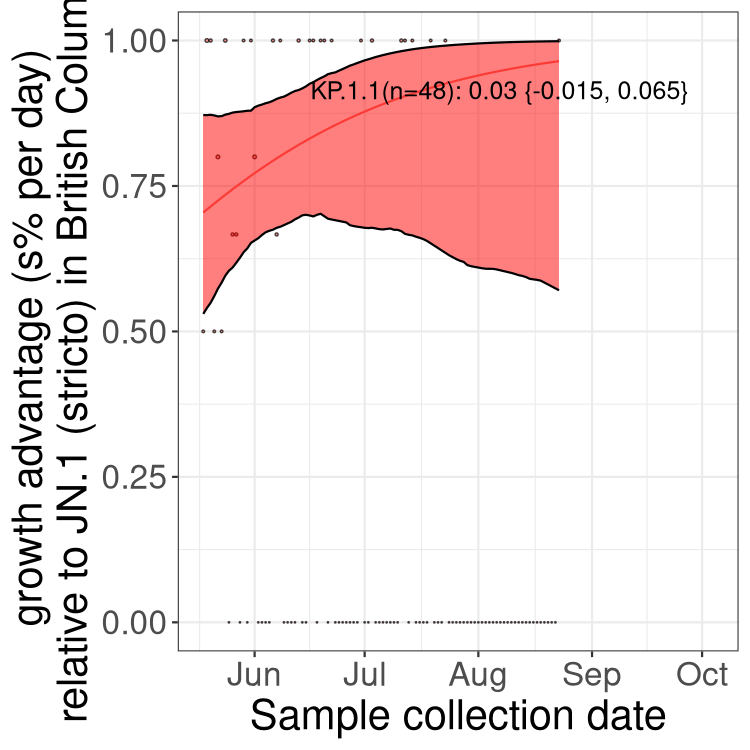 growth advantage (s% per day)
relative to JN.1 (stricto) in British Colum
1.00
0.75
0.50
0.25
0.00
KP.1.1(n=48): 0.03 {-0.015, 0.065}
Jun Jul Aug Sep Oct
Sample collection date